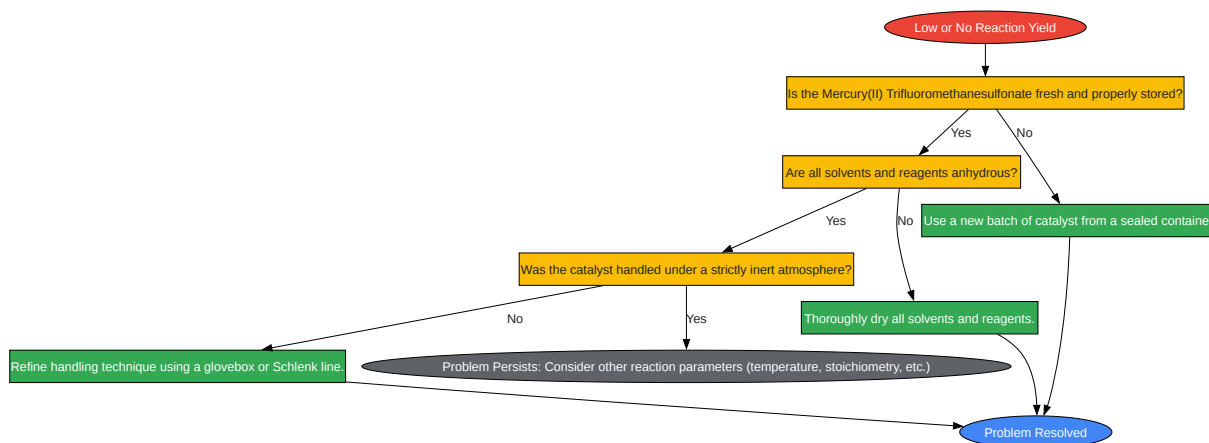 Low or No Reaction Yield
Is the Mercury(II) Trifluoromethanesulfonate fresh and properly stored?
Yes
No
Are all solvents and reagents anhydrous?
Yes
No
Use a new batch of catalyst from a sealed containe
Was the catalyst handled under a strictly inert atmosphere?
No
Yes
Thoroughly dry all solvents and reagents.
Refine handling technique using a glovebox or Schlenk line.
Problem Persists: Consider other reaction parameters (temperature, stoichiometry, etc.)
Problem Resolved